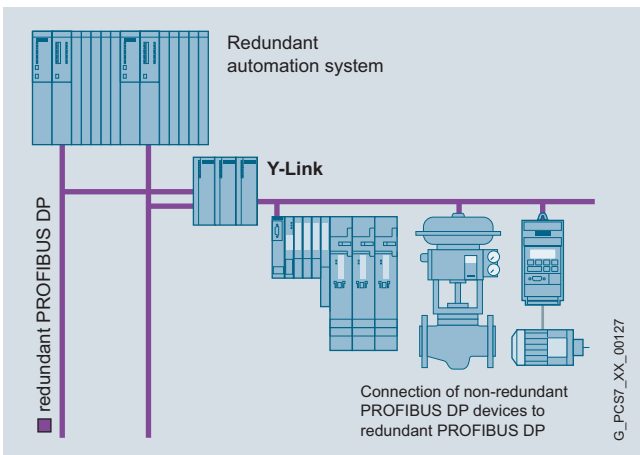 Redundant
automation system
Y-Link
redundant PROFIBUS DP
Connection of non-redundant
PROFIBUS DP devices to
redundant PROFIBUS DP
G_PCS7_XX_00127